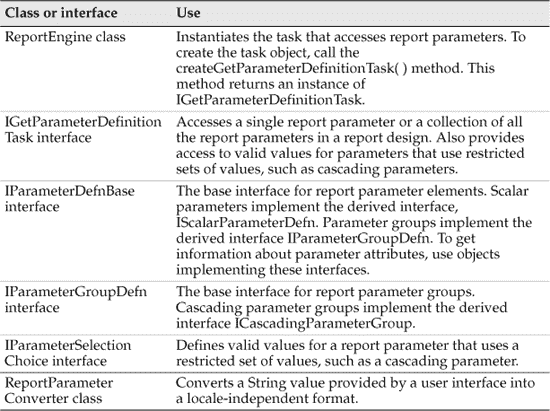 Class or interface Use
ReportEngine class Instantiates the task that accesses report parameters. To
create the task object, call the
createGetParameterDefinitionTask( ) method. This
method returns an instance of
IGetParameterDefinitionTask.
IGetParameterDefinition Accesses a single report parameter or a collection of all
Task interface the report parameters in a report design. Also provides
access to valid values for parameters that use restricted
sets of values, such as cascading parameters.
IParameterDefnBase The base interface for report parameter elements. Scalar
interface parameters implement the derived interface,
IScalarParameterDefn. Parameter groups implement the
derived interface IParameterGroupDefn. To get
information about parameter attributes, use objects
implementing these interfaces.
IParameterGroupDefn The base interface for report parameter groups.
interface Cascading parameter groups implement the derived
interface ICascadingParameterGroup.
IParameterSelection Defines valid values for a report parameter that uses a
Choice interface restricted set of values, such as a cascading parameter.
ReportParameter Converts a String value provided by a user interface into
Converter class a locale-independent format.